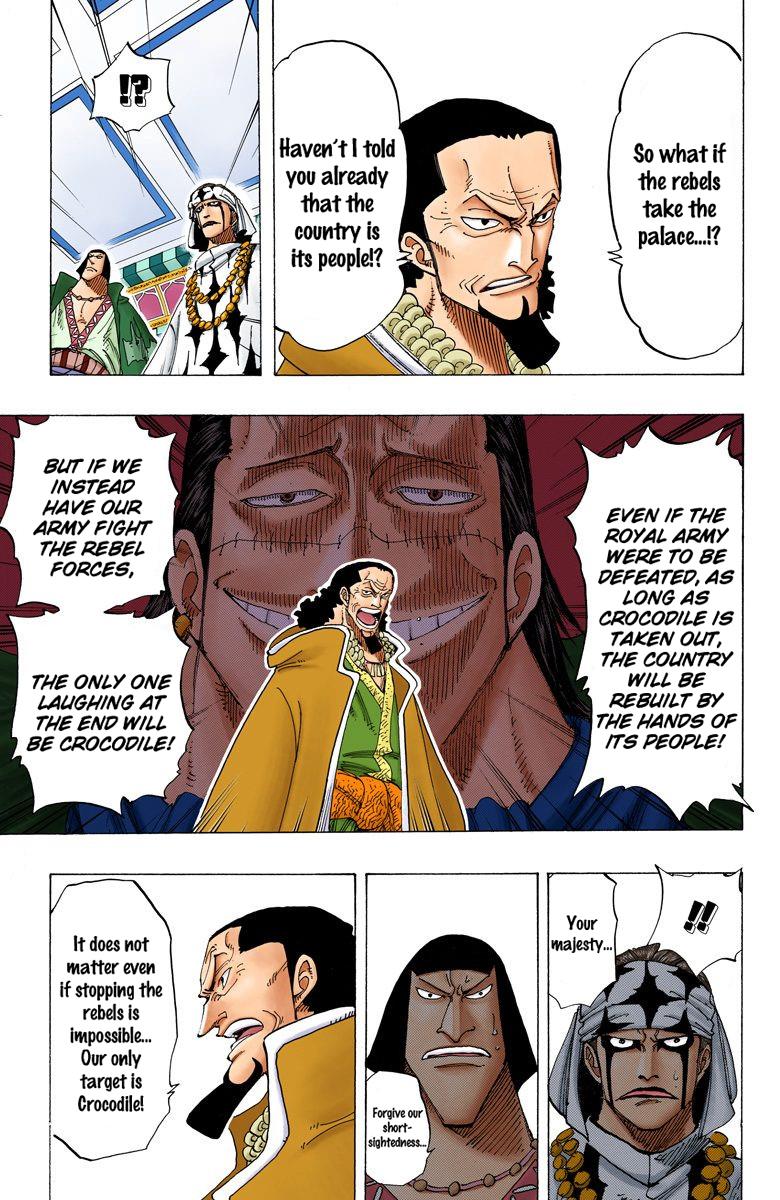 So what if
the rebels
take the
palace...!?
Haven't I told
you already
that the
country is
its people!?
!?
EVEN IF THE
ROYAL ARMY
WERE TO BE
DEFEATED, AS
LONG AS
CROCODILE IS
TAKEN OUT,
THE COUNTRY
WILL BE
REBUILT BY
THE HANDS OF
ITS PEOPLE!
BUT IF WE
INSTEAD
HAVE OUR
ARMY FIGHT
THE REBEL
FORCES,
THE ONLY ONE
LAUGHING AT
THE END WILL
BE CROCODILE!
!!
Your
majesty...
Forgive our
short-
sightedness...
It does not
matter even
if stopping the
rebels is
impossible...
Our only
target is
Crocodile!